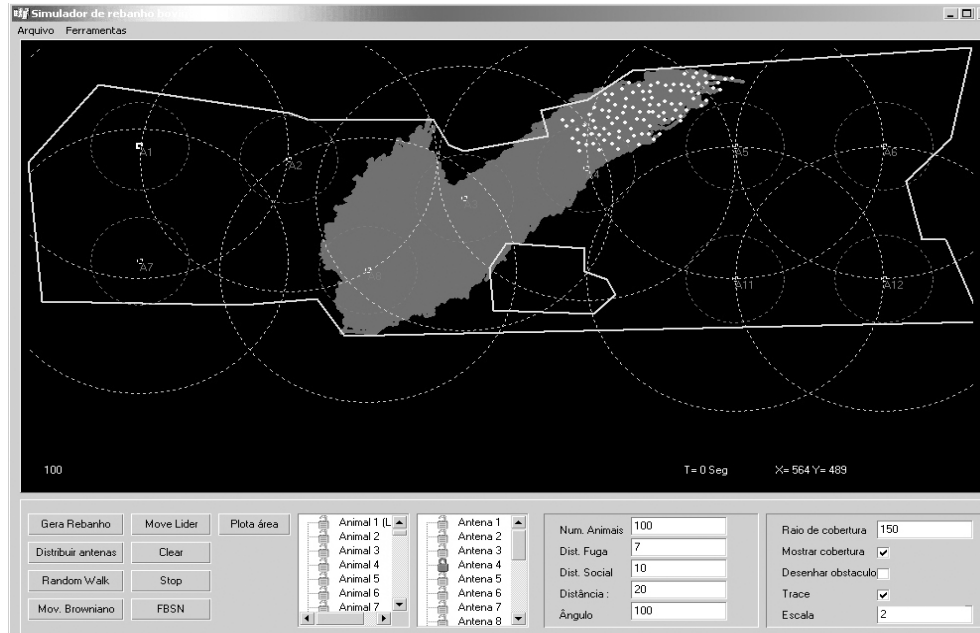 Simulador de rebanho
Arquivo Ferramentas
A1
A2
A5
A6
A7
A11
A12
100
T= 0 Seg X= 564 Y= 489
Gera Rebanho Move Lider Plota área
Distribuir antenas Clear
Random Walk Stop
Mov. Browniano FBSN
Animal 1 (L
Animal 2
Animal 3
Animal 4
Animal 5
Animal 6
Animal 7
Antena 1
Antena 2
Antena 3
Antena 4
Antena 5
Antena 6
Antena 7
Antena 8
Num. Animais 100
Dist. Fuga 7
Dist. Social 10
Distância : 20
Ângulo 100
Raio de cobertura 150
Mostrar cobertura
Desenhar obstaculo
Trace
Escala 2